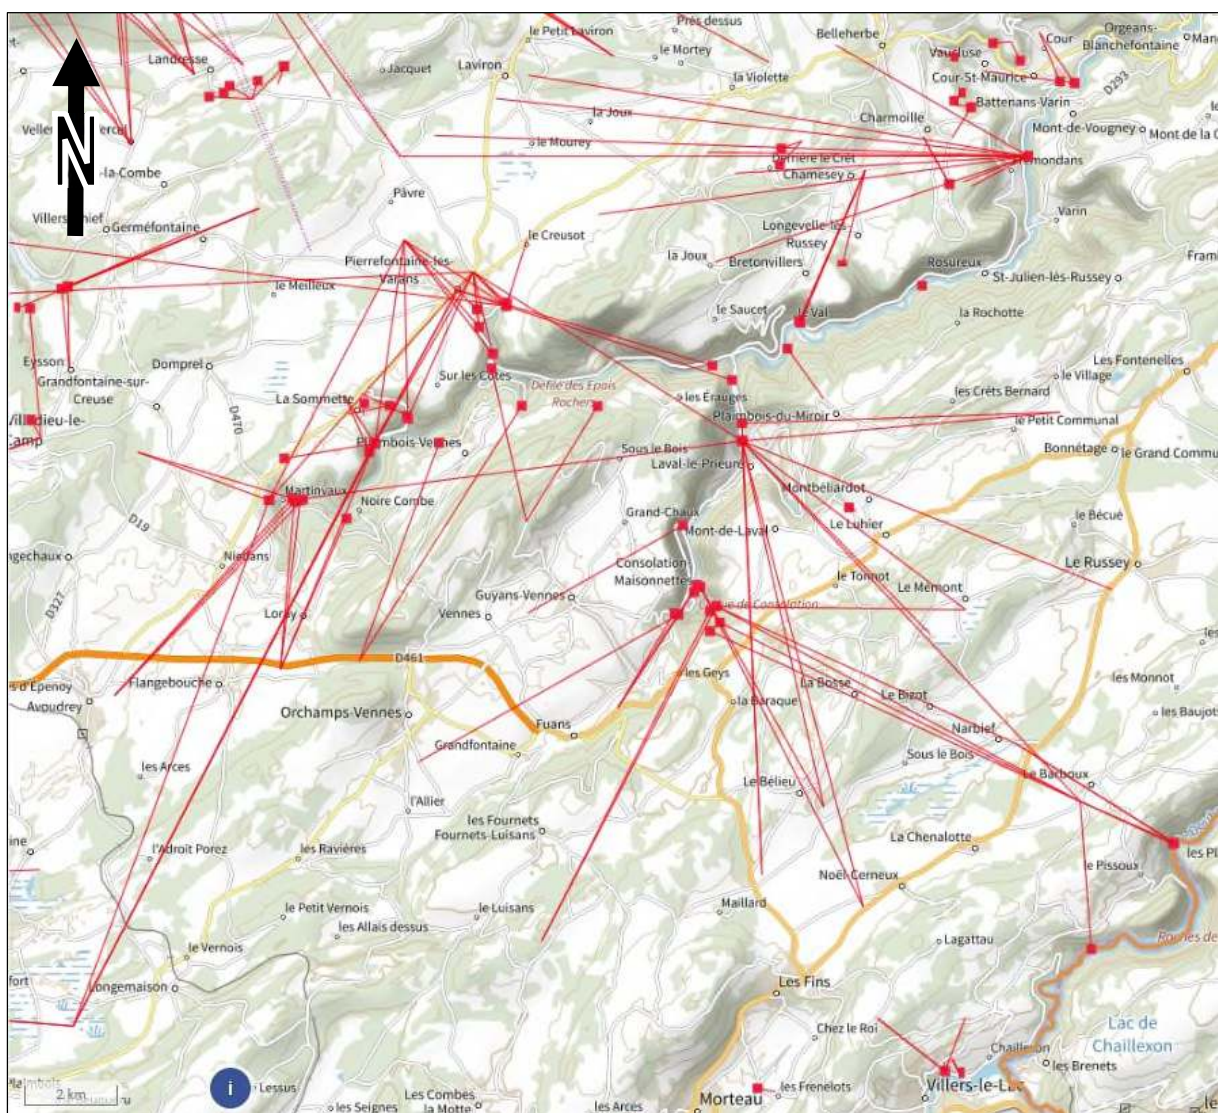 le Petit Laviron
Prés dessus
Belleherbe
Orgeans-
Blanchefontaine
Cour
Vaucluse
Landresse
Jacquet
Laviron
le Mortey
la Violette
Cour-St-Maurice
D293
Battenans-Varin
la Joux
Charmoille
Mont-de-Vougney
le Mourey
Derrière le Crêt
Chamesey
-la-Combe
Germéfontaine
Pâvre
le Creusot
Varin
Longevelle-lès-
Russey
Pierrefontaine-les-
Varans
la Joux
Bretonvillers
Rosureux
St-Julien-lès-Russey
le Meilleux
le Saucet
le Val
la Rochotte
Eysson
Domprel
Sur les Côtes
Grandfontaine-sur-
Creuse
Défilé des Epais
Rochers
les Erauges
les Crêts Bernard
le Village
Les Fontenelles
La Sommette
D470
Plaimbois-du-Miroir
le Petit Communal
Plaimbois-Vennes
Sous le Bois
Laval-le-Prieuré
Bonnétage
Martinvaux
Noire Combe
Montbéliardot
D19
Grand-Chaux
Mont-de-Laval
Le Luhier
le Bécué
Consolation-
Maisonnettes
le Tonnot
Le Mémont
Le Russey
D327
Guyans-Vennes
Loray
Vennes
D461
Flangebouche
les Geys
la Bosse
Le Bizot
les Monnot
Avoudrey
Orchamps-Vennes
Fuans
la Baraque
Narbief
Grandfontaine
Sous le Bois
les Arces
Le Bélieu
Le Barboux
l'Allier
les Fournets
Fournets-Luisans
La Chenalotte
l'Adroit Porez
les Ravières
le Pissoux
Noël-Cerneux
le Petit Vernois
le Luisans
Maillard
les Allais dessus
le Vernois
Lagattau
Longemaison
Les Fins
Chez le Roi
Lac de
Chaillexon
Chaillexon
les Brenets
2 km
i
Lessus
Les Combes
la Motte
les Frenelots
Villers-le-Lac
les Seignes
les Arces
Morteau
N